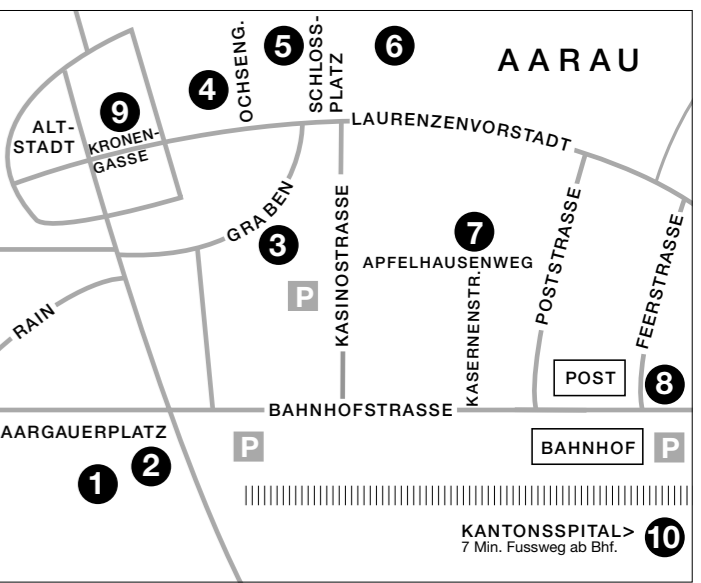 AARAU
5
6
SCHLOSS-
PLATZ
OCHSENG.
4
9
ALT-
STADT
KRONEN-
GASSE
LAURENZENVORSTADT
GRABEN
3
P
KASINOSTRASSE
7
APFELHAUSENWEG
KASERNENSTR.
POSTSTRASSE
FEERSTRASSE
RAIN
POST
8
BAHNHOFSTRASSE
AARGAUERPLATZ
P
BAHNHOF
P
1
2
KANTONSSPITAL>
7 Min. Fussweg ab Bhf.
10